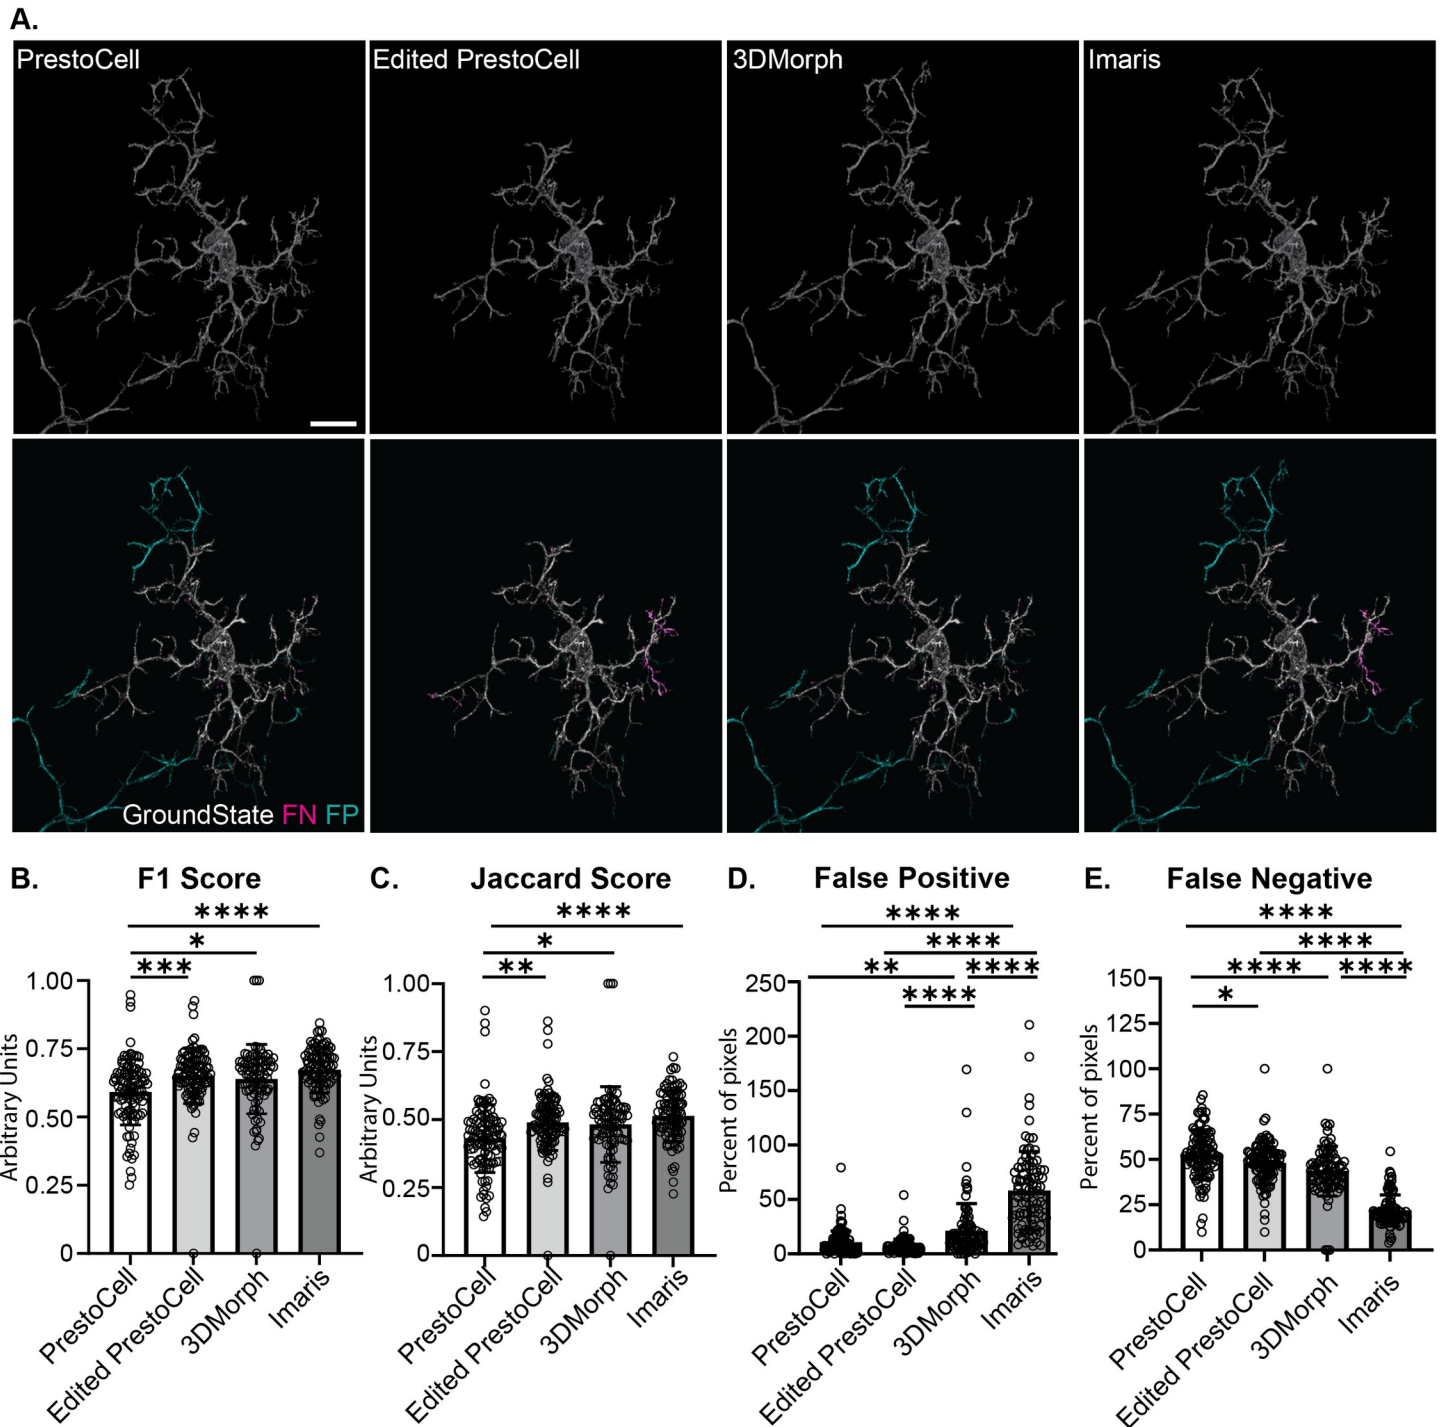 A.
PrestoCell
Edited PrestoCell
3DMorph
Imaris
GroundState FN FP
B.
F1 Score
****
*
***
Arbitrary Units
1.00
0.75
0.50
0.25
0
PrestoCell
Edited PrestoCell
3DMorph
Imaris
C.
Jaccard Score
****
*
**
Arbitrary Units
1.00
0.75
0.50
0.25
0
PrestoCell
Edited PrestoCell
3DMorph
Imaris
D.
False Positive
****
****
** ****
****
Percent of pixels
250
200
150
100
50
0
PrestoCell
Edited PrestoCell
3DMorph
Imaris
E.
False Negative
****
****
**** ****
*
Percent of pixels
150
125
100
75
50
25
0
PrestoCell
Edited PrestoCell
3DMorph
Imaris